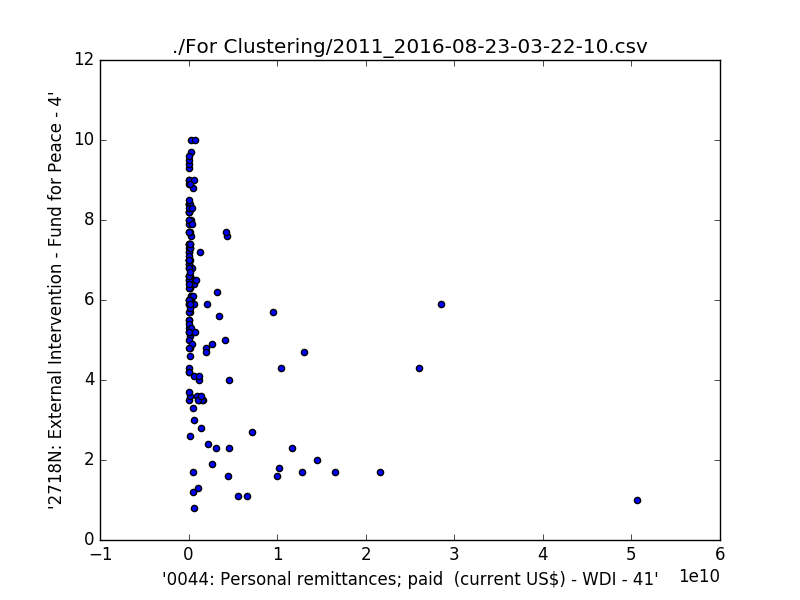 ./For Clustering/2011_2016-08-23-03-22-10.csv
12
10
8
6
4
2
0
'2718N: External Intervention - Fund for Peace - 4'
−1 0 1 2 3 4 5 6
1e10
'0044: Personal remittances; paid  (current US$) - WDI - 41'